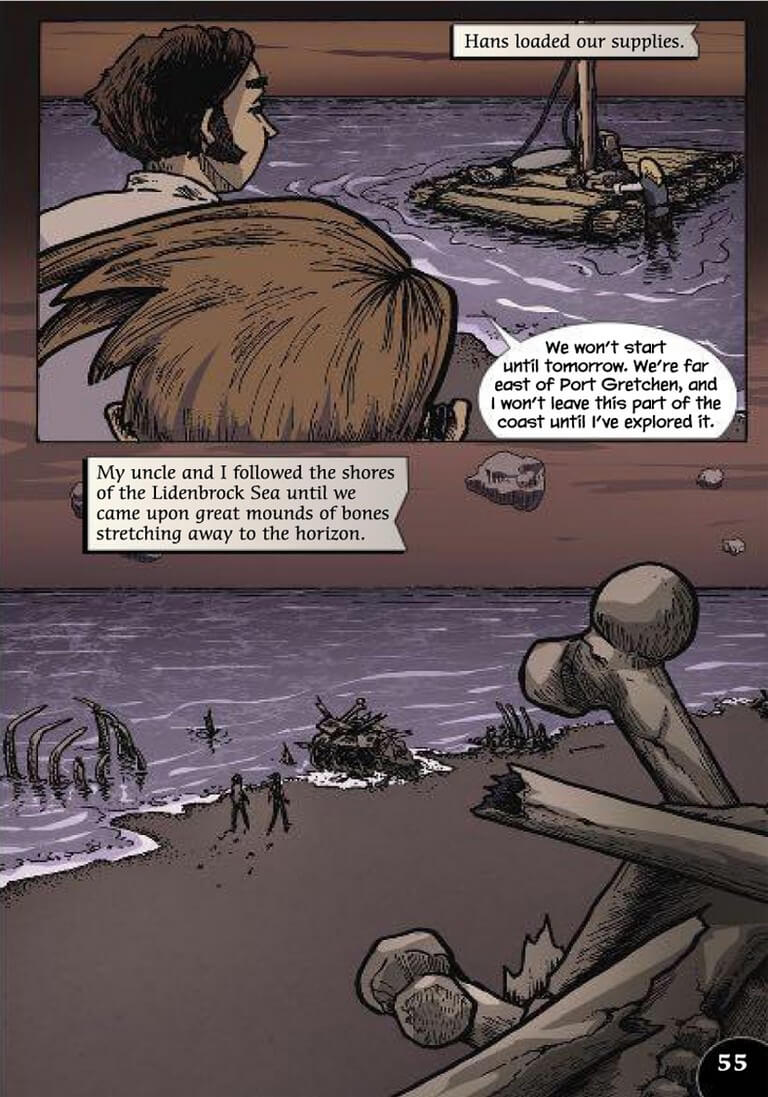 Hans loaded our supplies.
We won't start
until tomorrow. We're far
east of Port Gretchen, and
I won't leave this part of the
coast until I've explored it.
My uncle and I followed the shores
of the Lidenbrock Sea until we
came upon great mounds of bones
stretching away to the horizon.
55